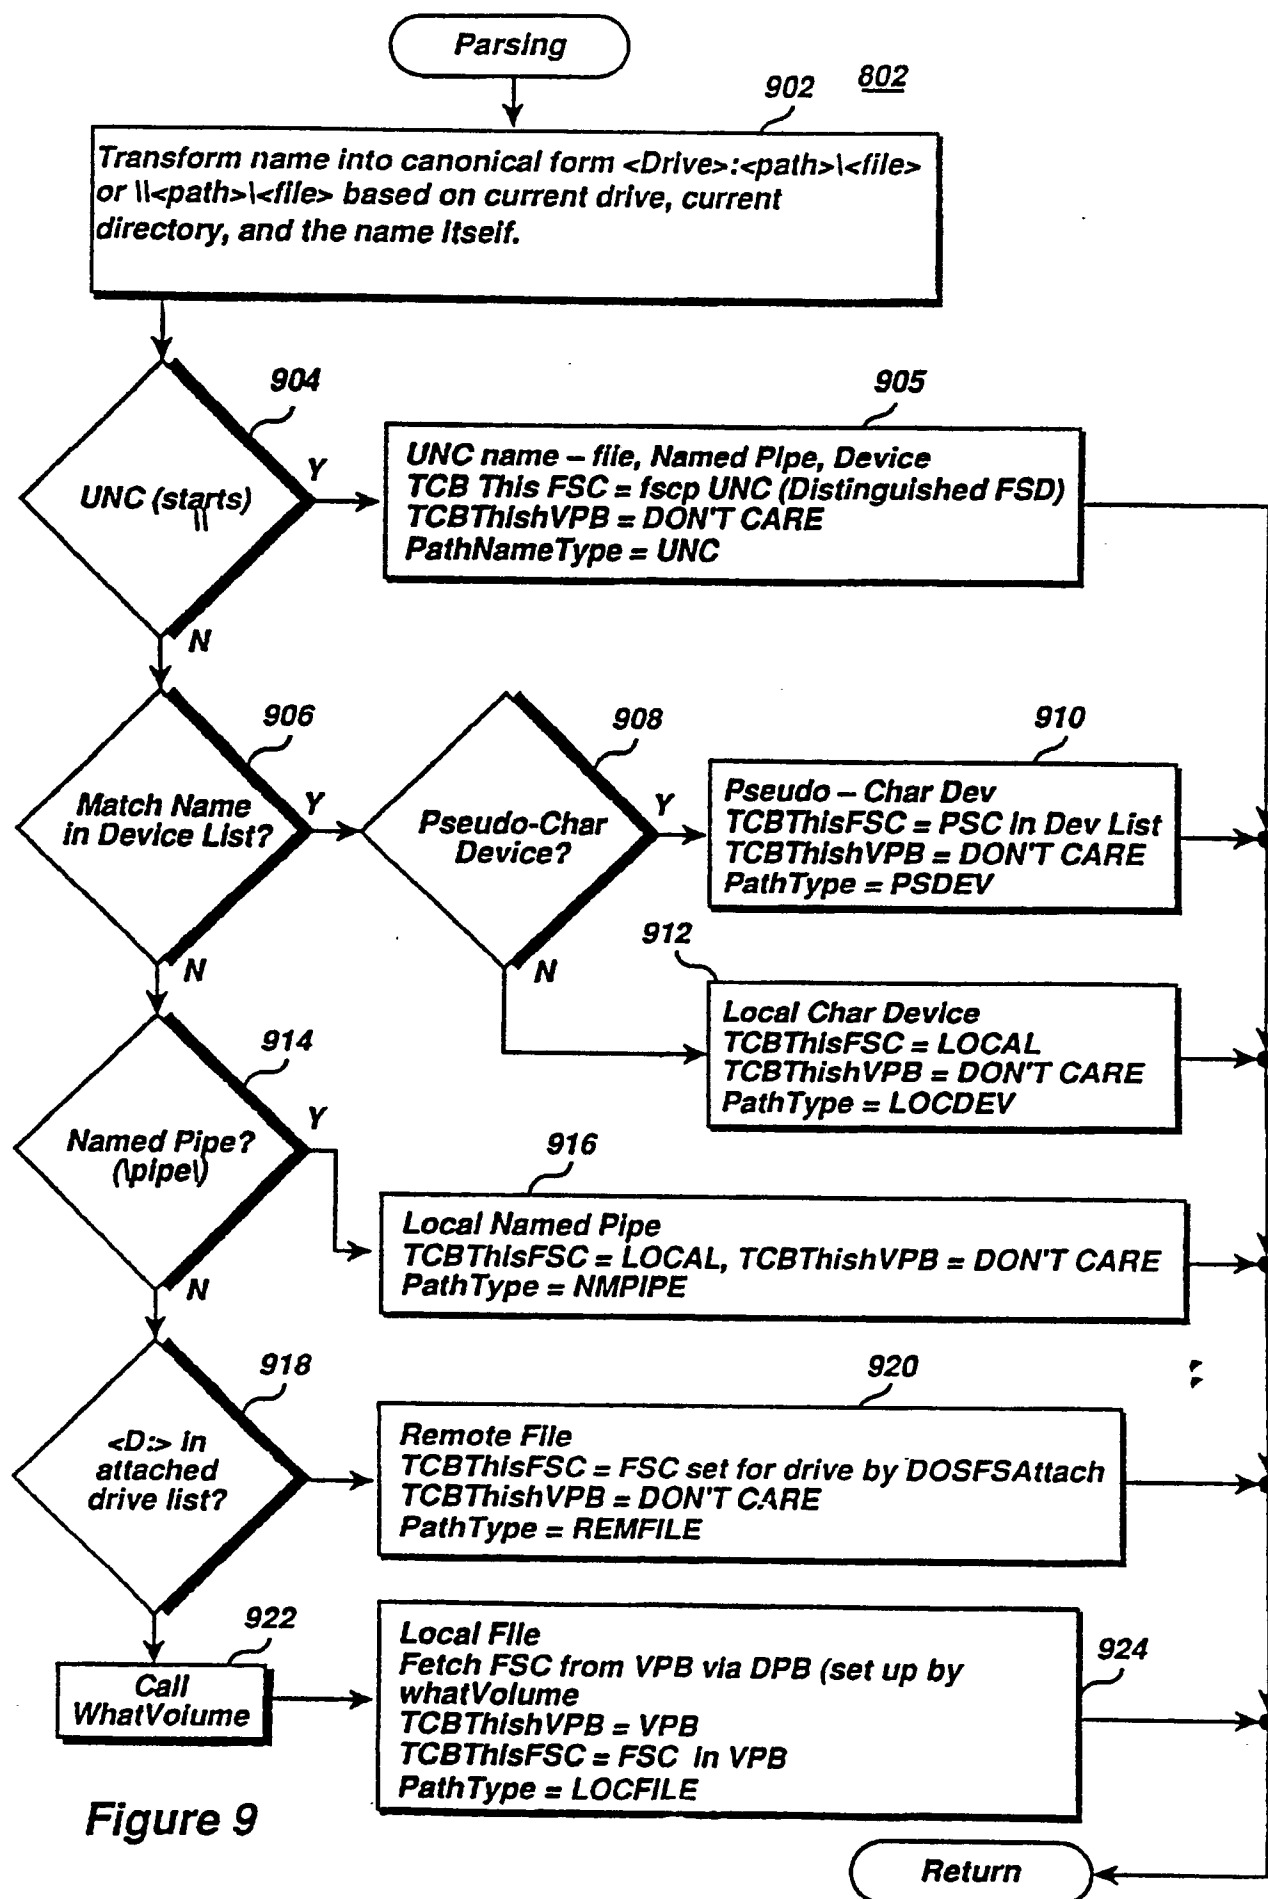 Parsing
802
902
Transform name into canonical form <Drive>:<path>\<file>
or \\<path>\<file> based on current drive, current
directory, and the name itself.
904
UNC (starts)
\\
Y
N
905
UNC name – file, Named Pipe, Device
TCB This FSC = fscp UNC (Distinguished FSD)
TCBThishVPB = DON'T CARE
PathNameType = UNC
906
Match Name
in Device List?
Y
N
908
Pseudo-Char
Device?
Y
N
910
Pseudo – Char Dev
TCBThisFSC = PSC in Dev List
TCBThishVPB = DON'T CARE
PathType = PSDEV
912
Local Char Device
TCBThisFSC = LOCAL
TCBThishVPB = DON'T CARE
PathType = LOCDEV
914
Named Pipe?
(\pipe\)
Y
N
916
Local Named Pipe
TCBThisFSC = LOCAL, TCBThishVPB = DON'T CARE
PathType = NMPIPE
918
<D:> in
attached
drive list?
920
Remote File
TCBThisFSC = FSC set for drive by DOSFSAttach
TCBThishVPB = DON'T CARE
PathType = REMFILE
922
Call
WhatVolume
924
Local File
Fetch FSC from VPB via DPB (set up by
whatVolume
TCBThishVPB = VPB
TCBThisFSC = FSC in VPB
PathType = LOCFILE
Figure 9
Return